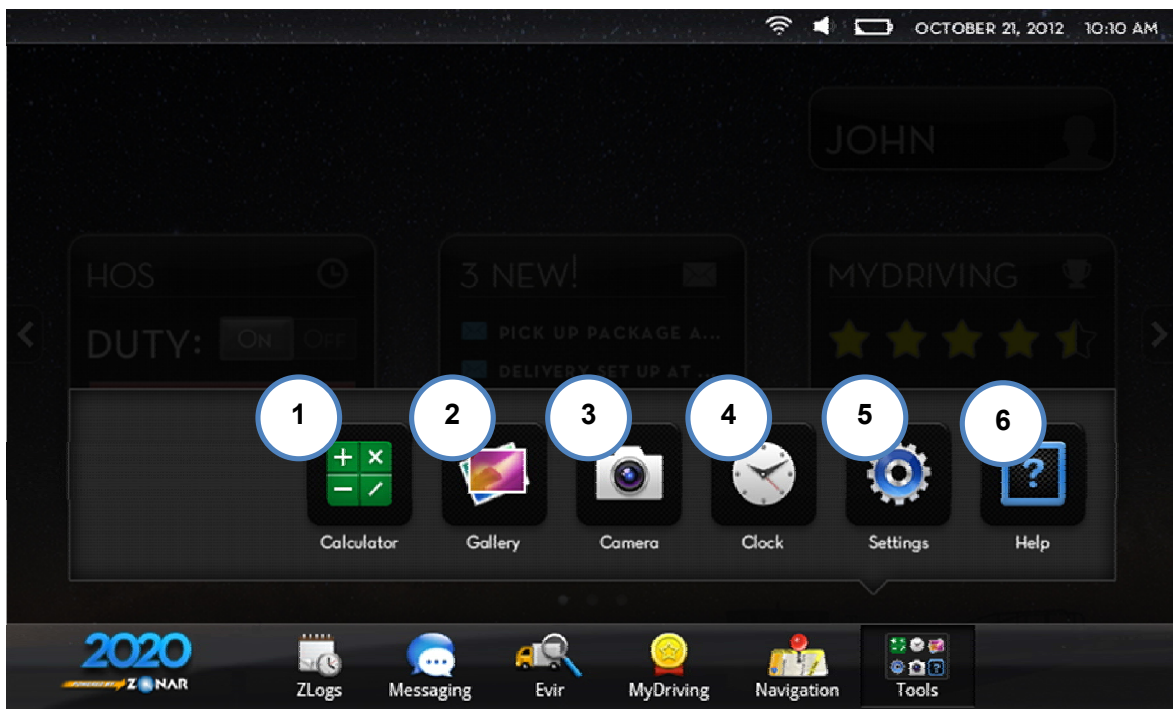 OCTOBER 21, 2012 10:10 AM
JOHN
HOS
3 NEW!
MYDRIVING
DUTY: ON OFF
PICK UP PACKAGE A...
DELIVERY SET UP AT ...
1 2 3 4 5 6
Calculator Gallery Camera Clock Settings Help
2020
POWERED BY ZONAR
ZLogs Messaging Evir MyDriving Navigation Tools